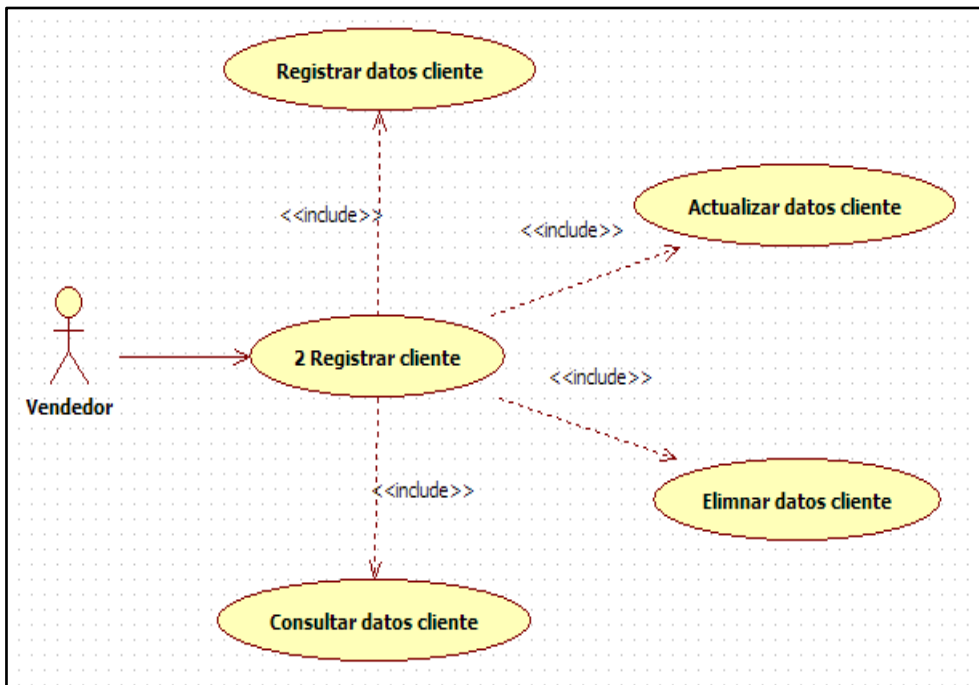 Registrar datos cliente
<<include>>
Actualizar datos cliente
<<include>>
2 Registrar cliente
<<include>>
Vendedor
<<include>>
Elimnar datos cliente
Consultar datos cliente